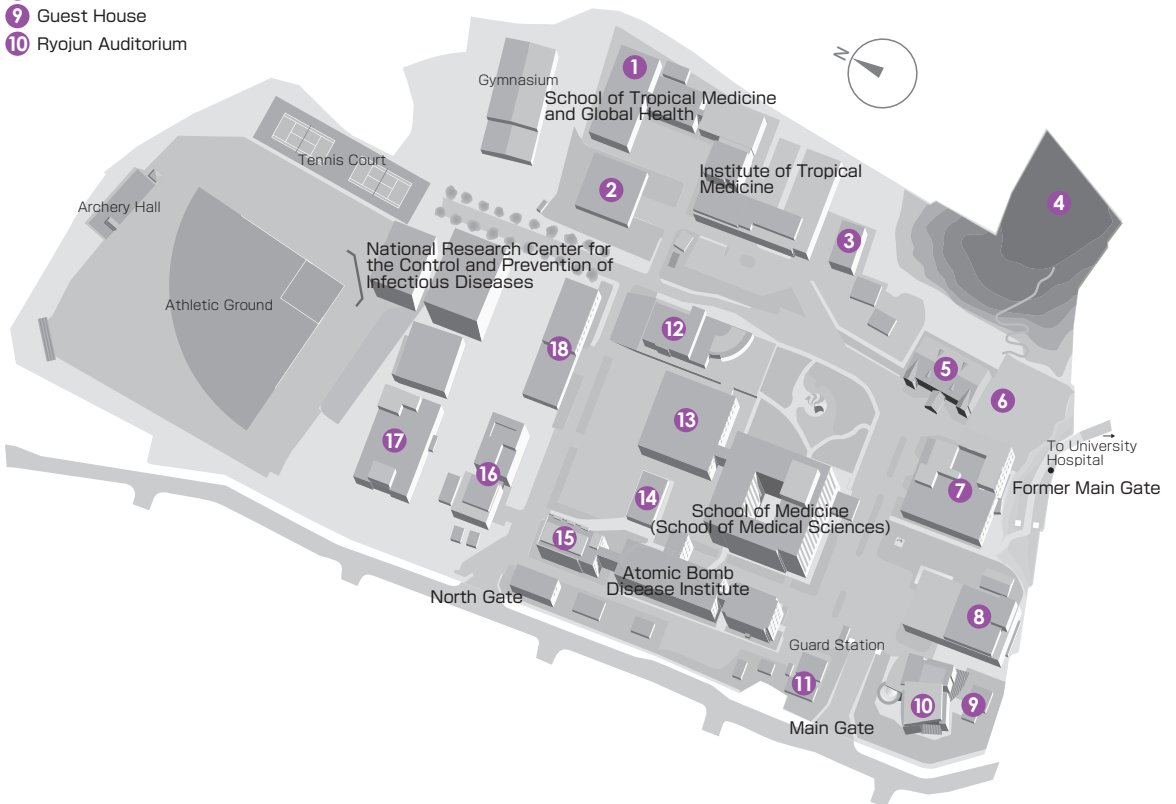 9 Guest House
10 Ryojun Auditorium
N
1
Gymnasium
School of Tropical Medicine
and Global Health
Tennis Court
2
Institute of Tropical
Medicine
4
Archery Hall
3
National Research Center for
the Control and Prevention of
Infectious Diseases
Athletic Ground
12
18
5
6
13
17
To University
Hospital
16
7
Former Main Gate
14
School of Medicine
(School of Medical Sciences)
15
Atomic Bomb
Disease Institute
North Gate
8
Guard Station
11
10
9
Main Gate